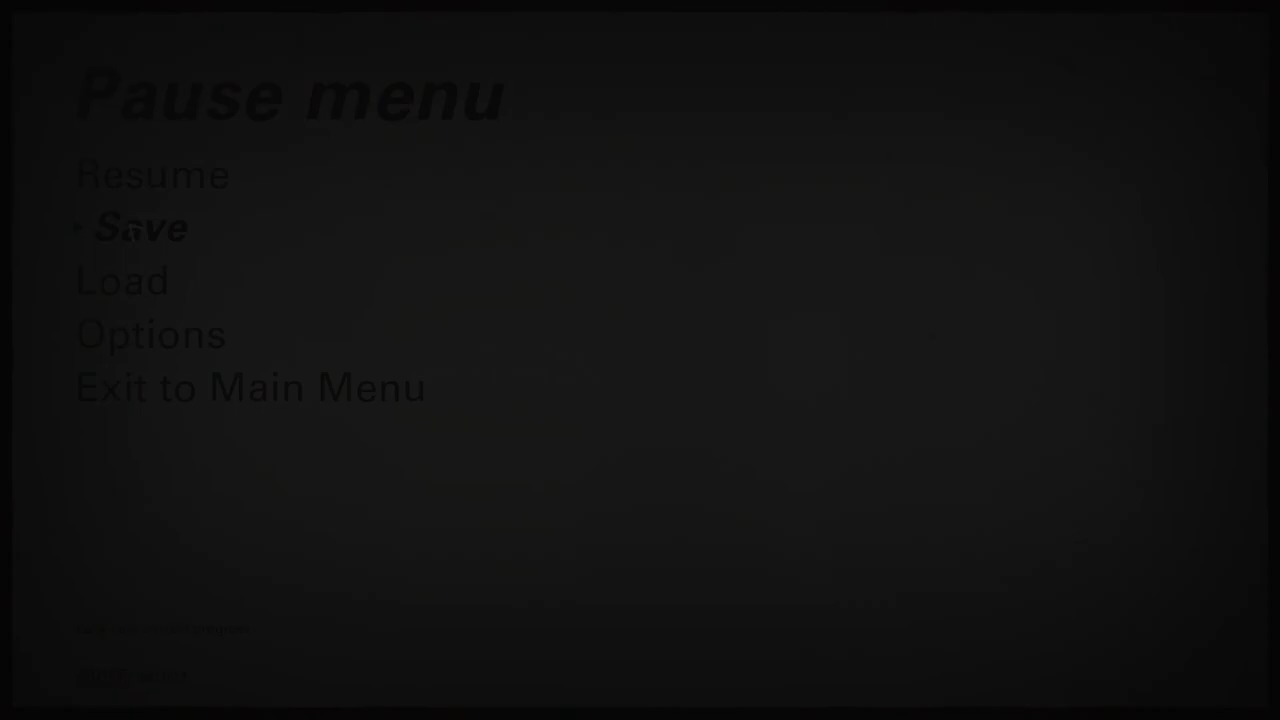 Pause menu
Resume
Save
Load
Options
Exit to Main Menu